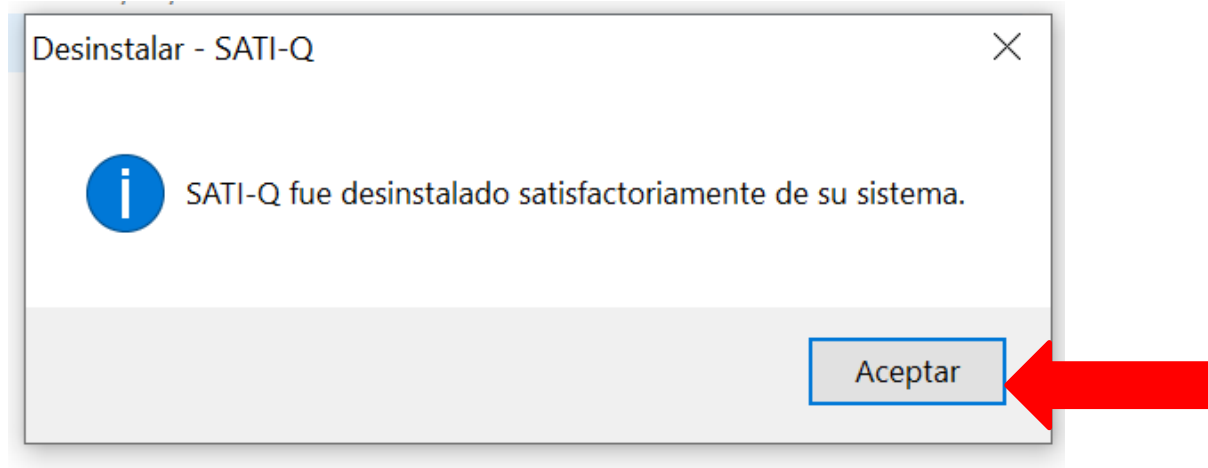 Desinstalar - SATI-Q
SATI-Q fue desinstalado satisfactoriamente de su sistema.
Aceptar